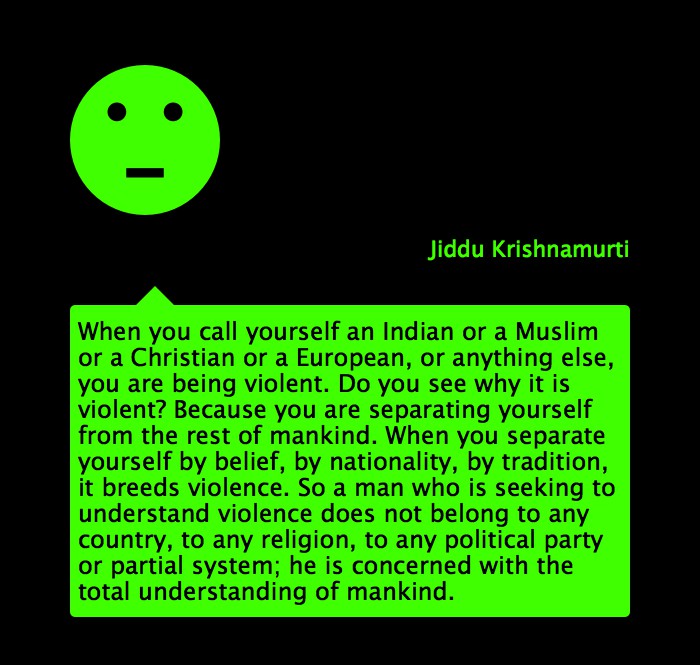 Jiddu Krishnamurti
When you call yourself an Indian or a Muslim
or a Christian or a European, or anything else,
you are being violent. Do you see why it is
violent? Because you are separating yourself
from the rest of mankind. When you separate
yourself by belief, by nationality, by tradition,
it breeds violence. So a man who is seeking to
understand violence does not belong to any
country, to any religion, to any political party
or partial system; he is concerned with the
total understanding of mankind.